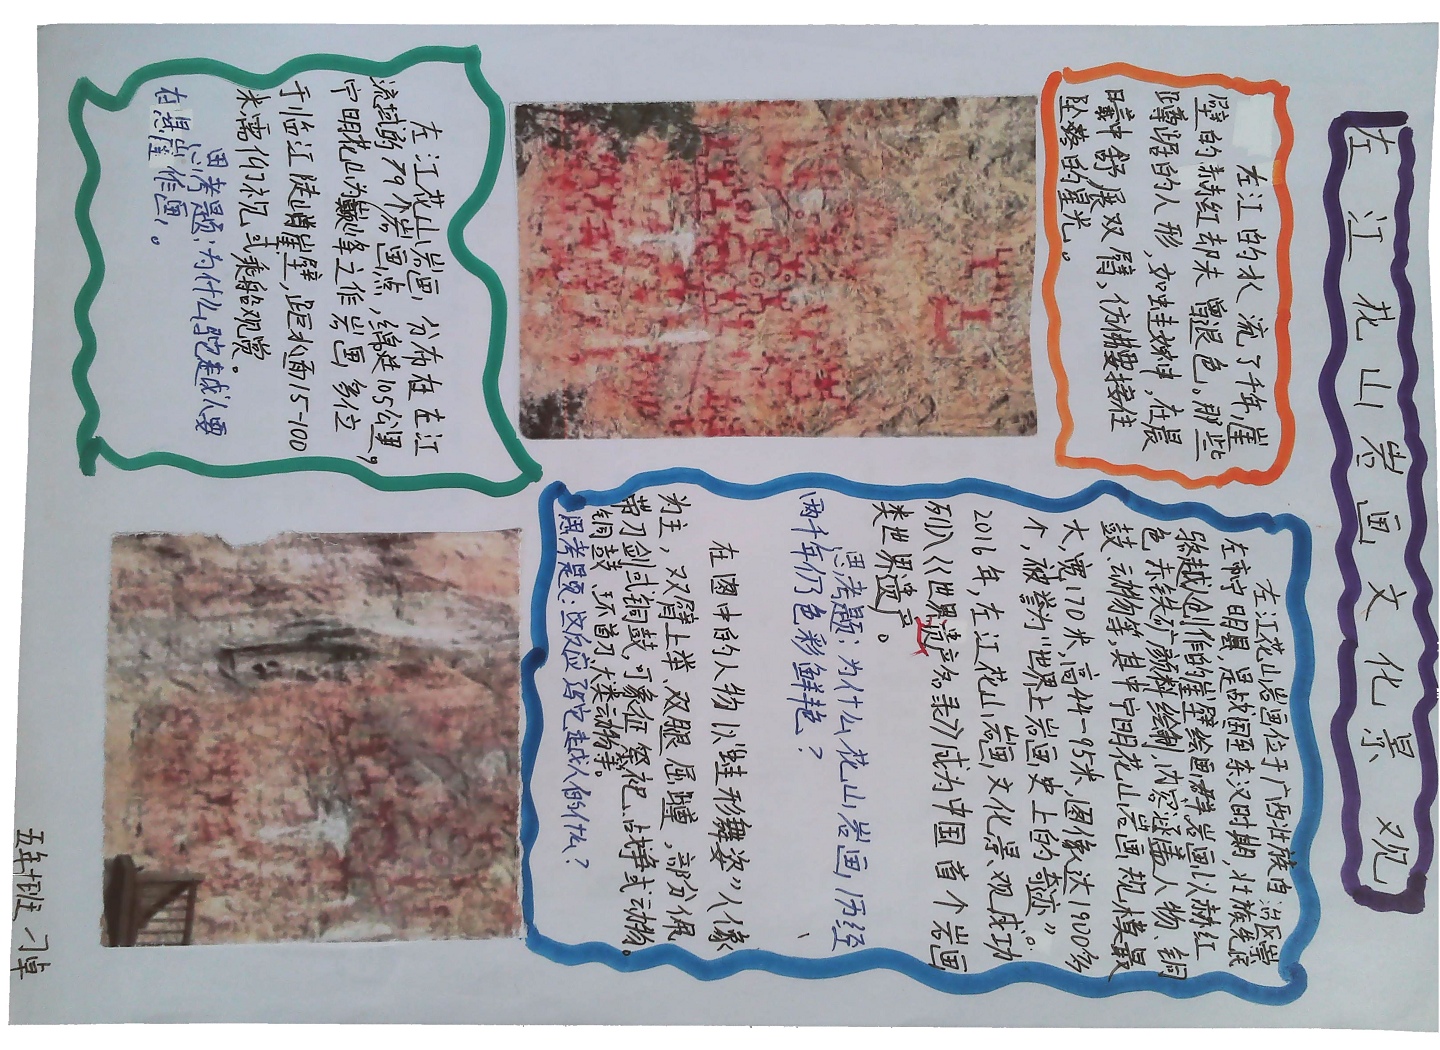 左江花山岩画文化景观
左江的水流了千年,崖
壁的赤红却未曾退色。那些
蹲踞的人形,如蛙如神,在晨
曦中舒展双臂,仿佛要接住
坠落的星光。
左江花山岩画位于广西壮族自治区崇
左市宁明县,是战国至东汉时期,壮族先民
骆越人创作的崖壁绘画群岩画以赫红
色赤铁矿颜料绘制,内容涵盖人物、铜
鼓、动物等,其中宁明花山岩画规模最
大,宽170米,高44-95米,图像达1900多
个,被誉为“世界上岩画史上的奇迹”。
2016年,左江花山岩画文化景观成功
列入《世界遗产名录》成为中国首个岩画
类世界遗产。
思考题:为什么花山岩画历经
两千年仍色彩鲜艳?
在图中的人物以“蛙形舞姿”人像
为主,双臂上举、双腿屈蹲,部分佩
带刀剑或铜鼓,可象征祭祀、战争或动物。
铜鼓、环首刀、犬类动物等。
思考题:这反应了骆越人的什么?
左江花山岩画,分布在左江
流域的79个岩画点,绵延105公里,
宁明花山为巅峰之作岩画多位
于临江陡峭崖壁,距水面15-100
米需仰视或乘船观赏。
思考题:为什么骆越人要
在悬崖作画。
五年十班 刁卓